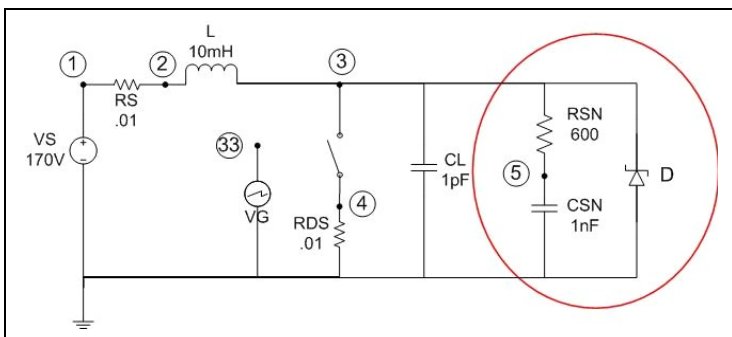 L
10mH
1
2
3
RS
.01
VS
170V
33
VG
4
RDS
.01
CL
1pF
RSN
600
5
CSN
1nF
D